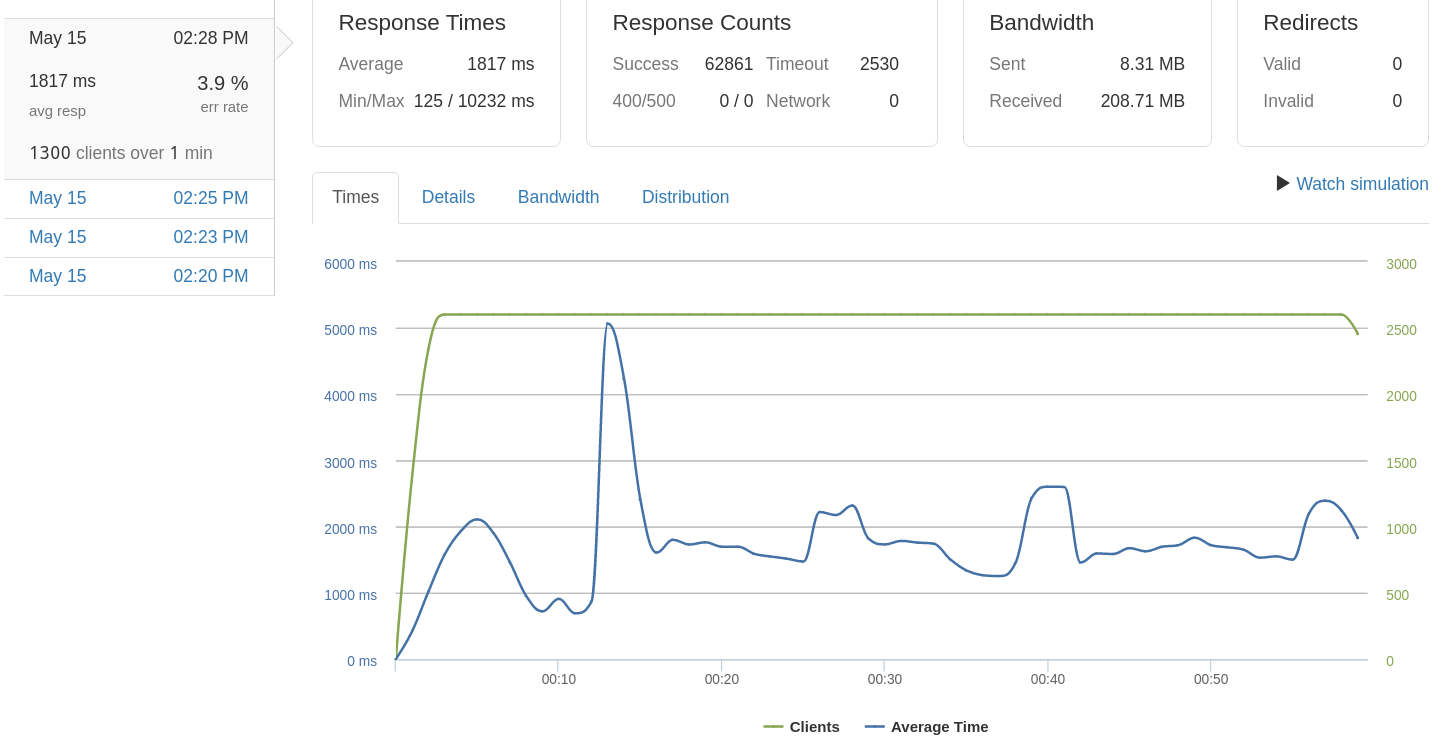 May 15 02:28 PM
1817 ms 3.9 %
avg resp err rate
1300 clients over 1 min
May 15 02:25 PM
May 15 02:23 PM
May 15 02:20 PM
Response Times
Average 1817 ms
Min/Max 125 / 10232 ms
Response Counts
Success 62861 Timeout 2530
400/500 0 / 0 Network 0
Bandwidth
Sent 8.31 MB
Received 208.71 MB
Redirects
Valid 0
Invalid 0
Times Details Bandwidth Distribution Watch simulation
6000 ms 3000
5000 ms 2500
4000 ms 2000
3000 ms 1500
2000 ms 1000
1000 ms 500
0 ms 0
00:10 00:20 00:30 00:40 00:50
Clients Average Time